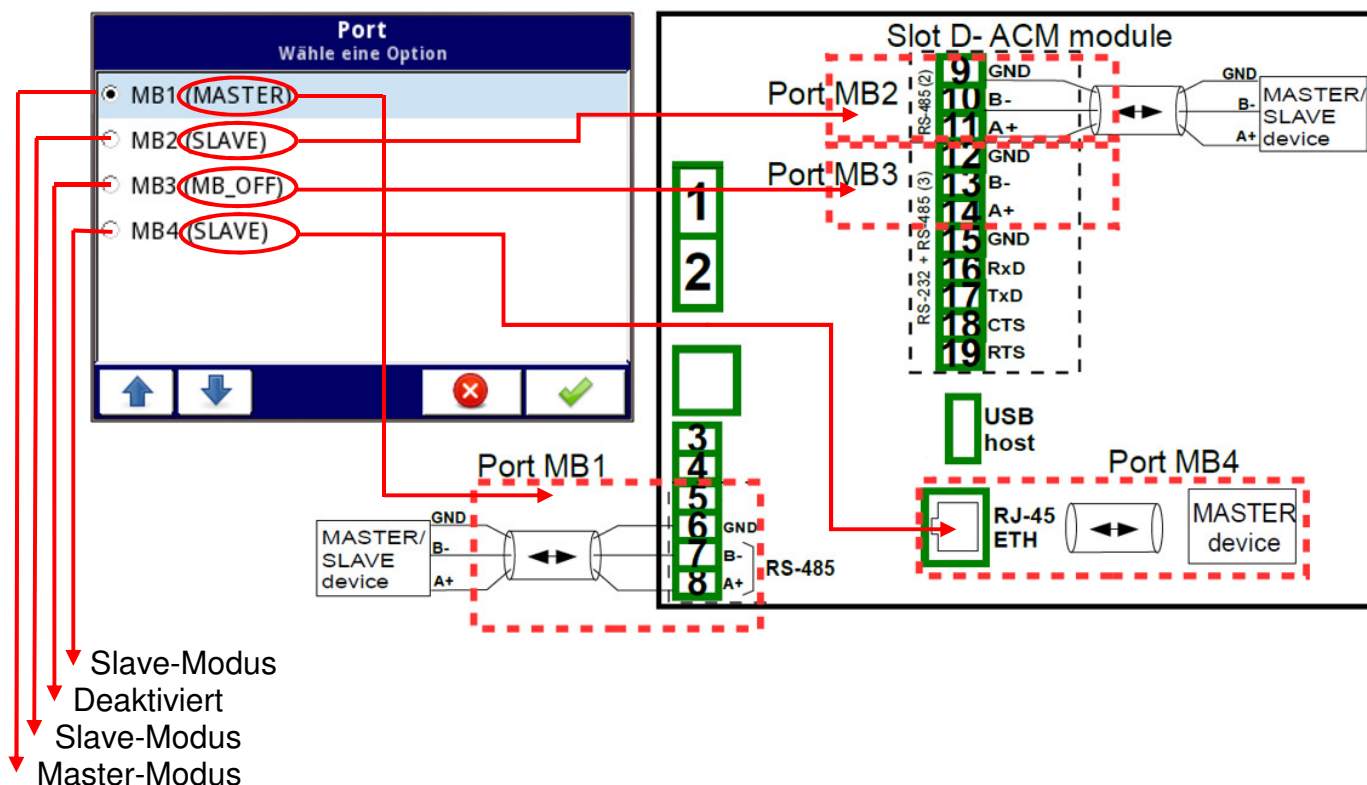 Port
Wähle eine Option
MB1 (MASTER)
MB2 (SLAVE)
MB3 (MB_OFF)
MB4 (SLAVE)
Slot D- ACM module
Port MB2
RS-485 (2)
9 GND
10 B-
11 A+
GND
B-
A+
MASTER/
SLAVE
device
Port MB3
RS-232 + RS-485 (3)
12 GND
13 B-
14 A+
15 GND
16 RxD
17 TxD
18 CTS
19 RTS
1
2
USB
host
3
4
5
6 GND
7 B-
8 A+
RS-485
Port MB1
GND
B-
A+
MASTER/
SLAVE
device
Port MB4
RJ-45
ETH
MASTER
device
Slave-Modus
Deaktiviert
Slave-Modus
Master-Modus